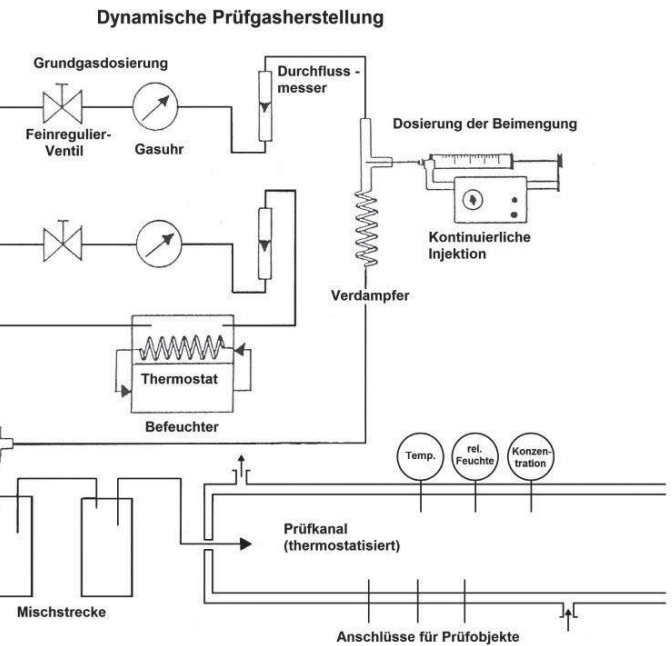 Dynamische Prüfgasherstellung
Grundgasdosierung
Durchfluss -
messer
Feinregulier-
Ventil
Gasuhr
Dosierung der Beimengung
Kontinuierliche
Injektion
Verdampfer
Thermostat
Befeuchter
Temp.
rel.
Feuchte
Konzen-
tration
Prüfkanal
(thermostatisiert)
Mischstrecke
Anschlüsse für Prüfobjekte